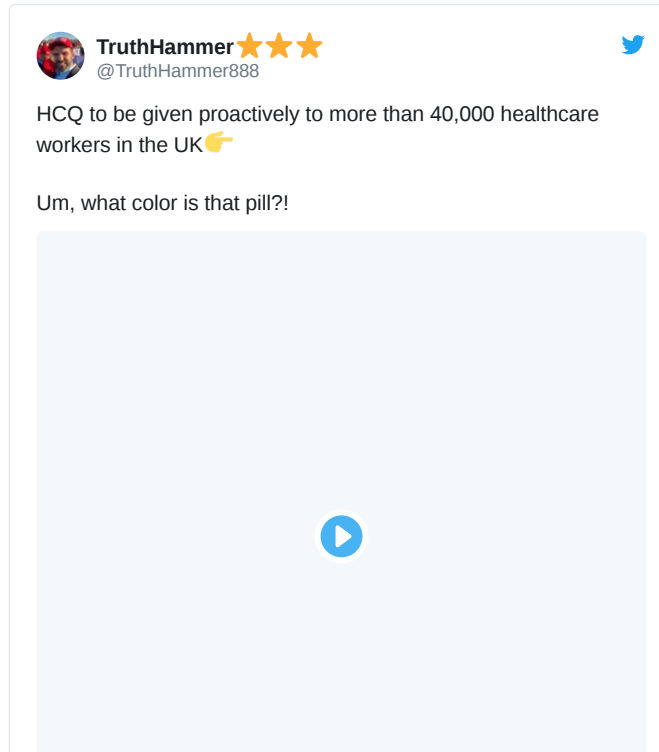 TruthHammer⭐⭐⭐
@TruthHammer888
HCQ to be given proactively to more than 40,000 healthcare
workers in the UK👉
Um, what color is that pill?!